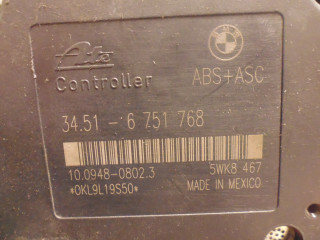 Ate
Controller
ABS+ASC
34.51 - 6 751 768
10.0948-0802.3
5WK8 467
*OKL9L19S50*
MADE IN MEXICO